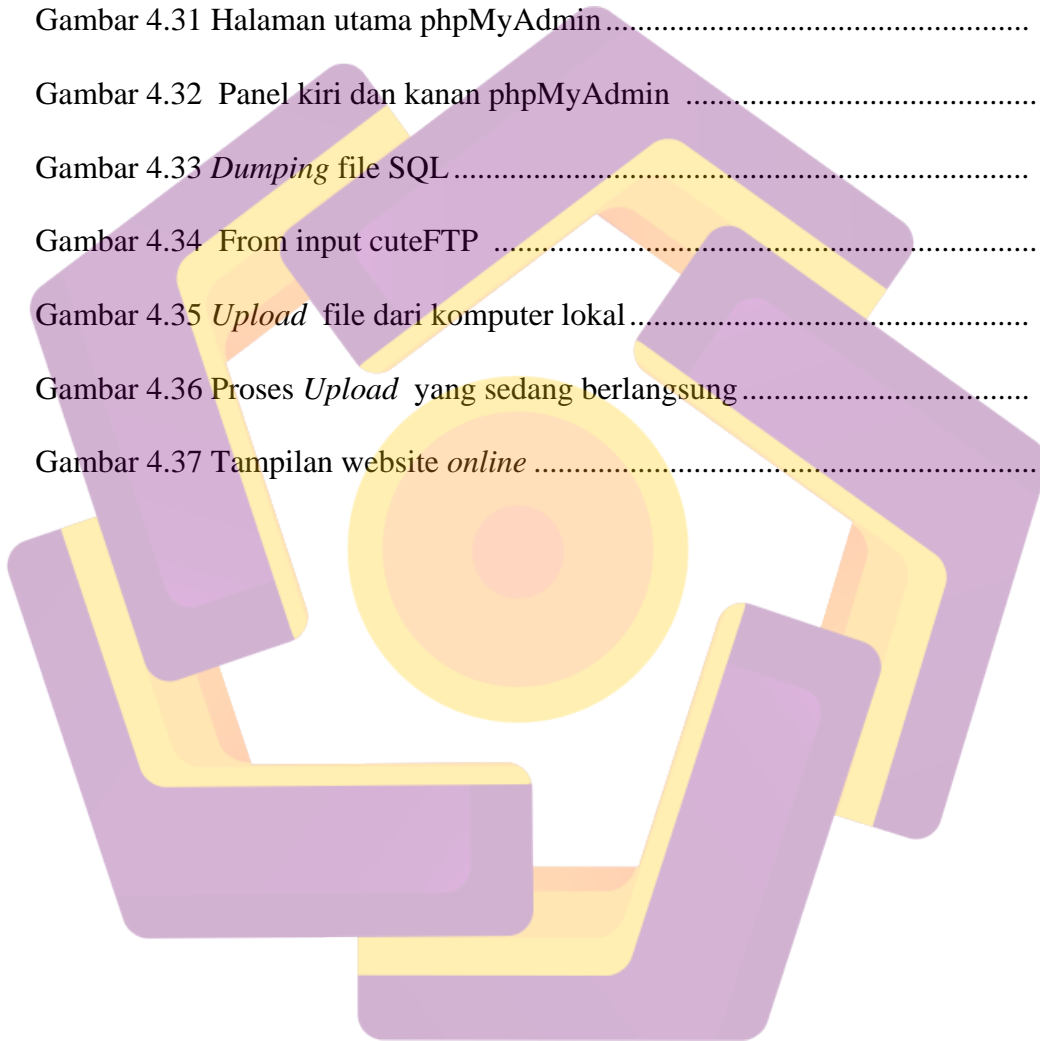 Gambar 4.31 Halaman utama phpMyAdmin ................................................
Gambar 4.32 Panel kiri dan kanan phpMyAdmin ........................................
Gambar 4.33 Dumping file SQL ..................................................................
Gambar 4.34 From input cuteFTP ..............................................................
Gambar 4.35 Upload file dari komputer lokal .............................................
Gambar 4.36 Proses Upload yang sedang berlangsung ................................
Gambar 4.37 Tampilan website online .........................................................